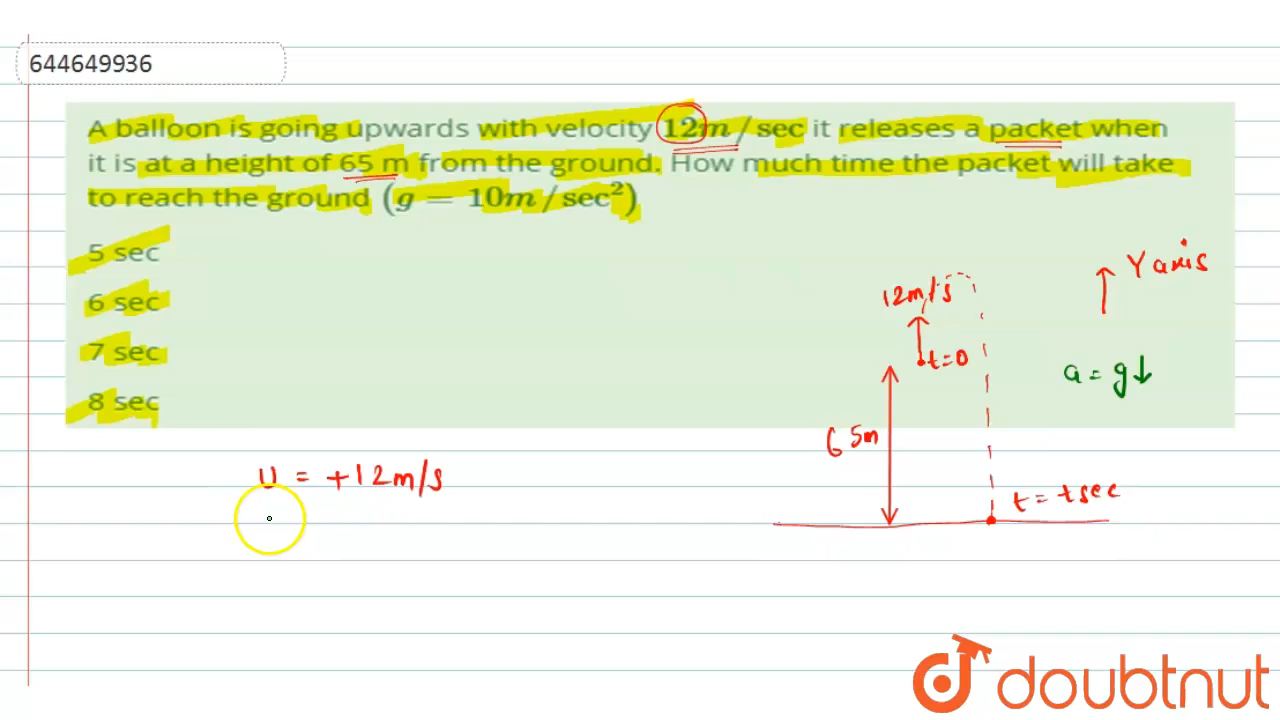 644649936
A balloon is going upwards with velocity 12m/sec it releases a packet when
it is at a height of 65 m from the ground. How much time the packet will take
to reach the ground (g = 10m/sec²)
5 sec
6 sec
7 sec
8 sec
Y axis
12m/s
t=0
a = g↓
65m
u = +12m/s
t = t sec
doubtnut